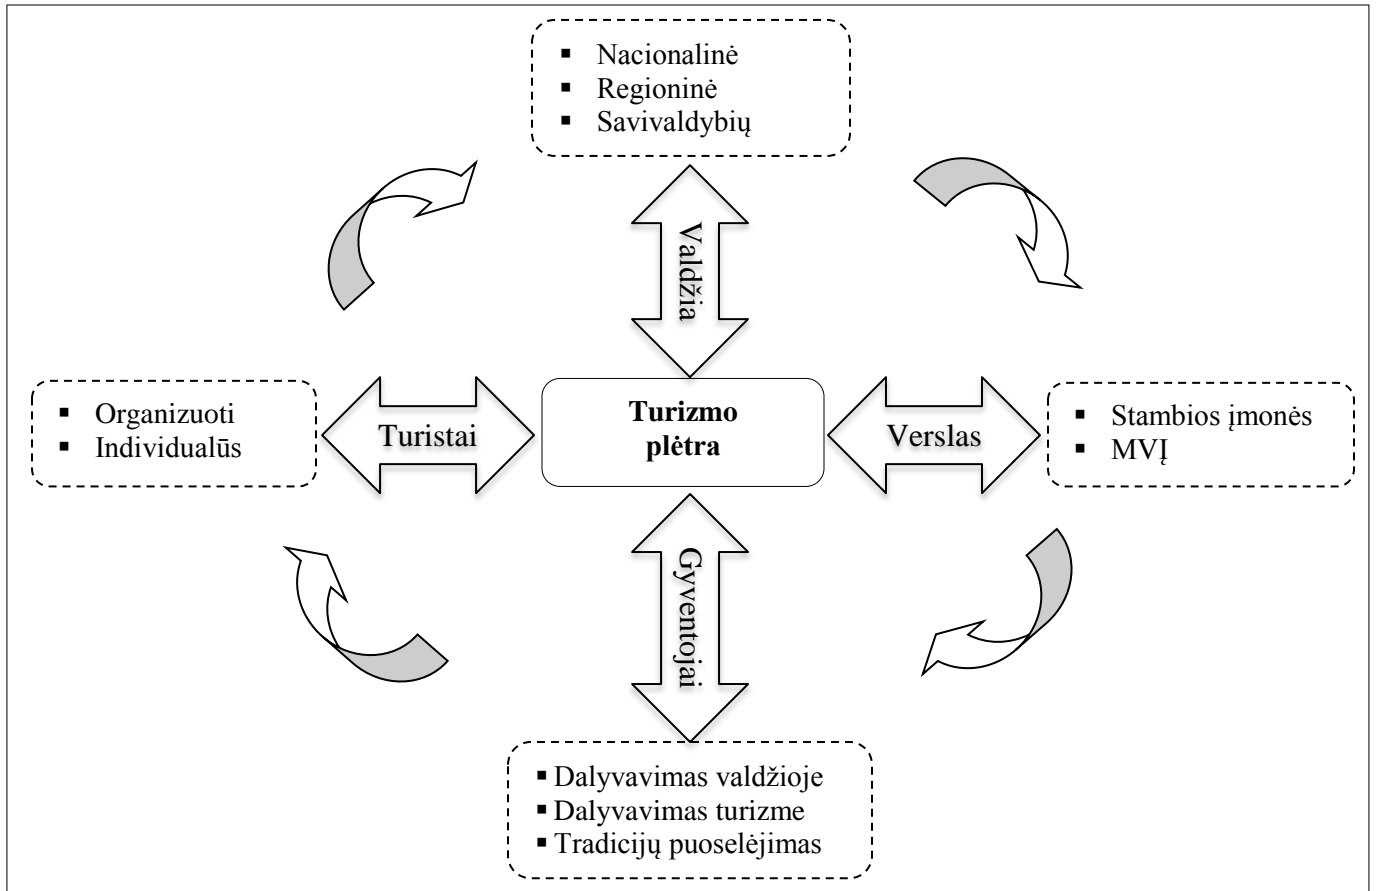 ▪ Nacionalinė
▪ Regioninė
▪ Savivaldybių
Valdžia
▪ Organizuoti
▪ Individualūs
Turistai
Turizmo
plėtra
Verslas
▪ Stambios įmonės
▪ MVĮ
Gyventojai
▪ Dalyvavimas valdžioje
▪ Dalyvavimas turizme
▪ Tradicijų puoselėjimas